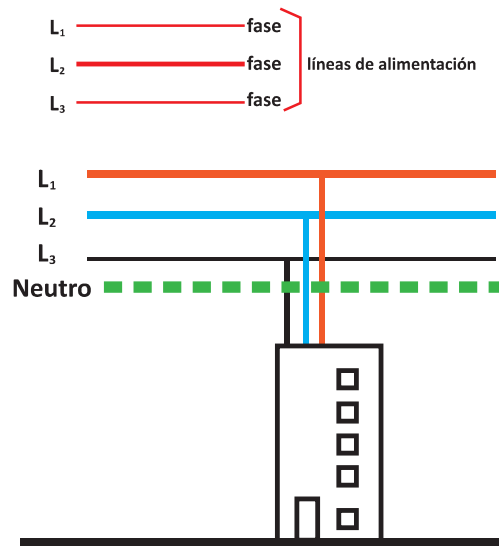 L₁ fase
L₂ fase líneas de alimentación
L₃ fase
L₁
L₂
L₃
Neutro